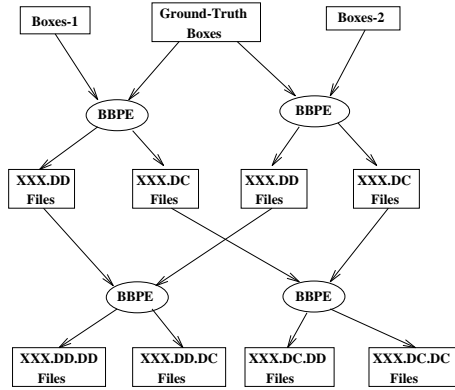 Boxes-1
Ground-Truth
Boxes
Boxes-2
BBPE
BBPE
XXX.DD
Files
XXX.DC
Files
XXX.DD
Files
XXX.DC
Files
BBPE
BBPE
XXX.DD.DD
Files
XXX.DD.DC
Files
XXX.DC.DD
Files
XXX.DC.DC
Files